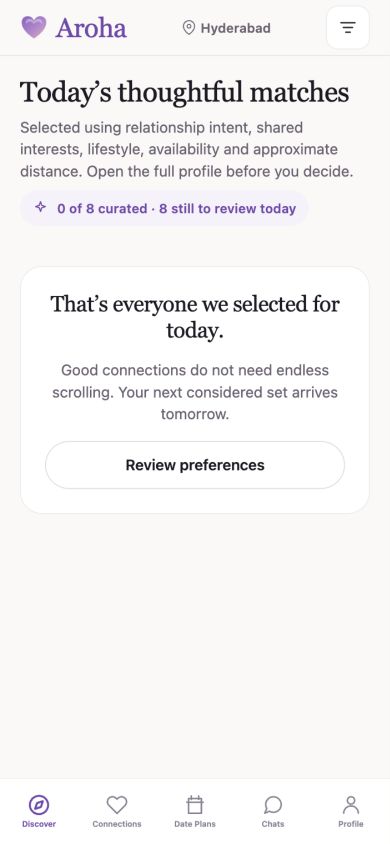 Aroha
Hyderabad
Today’s thoughtful matches
Selected using relationship intent, shared
interests, lifestyle, availability and approximate
distance. Open the full profile before you decide.
0 of 8 curated · 8 still to review today
That’s everyone we selected for
today.
Good connections do not need endless
scrolling. Your next considered set arrives
tomorrow.
Review preferences
Discover
Connections
Date Plans
Chats
Profile